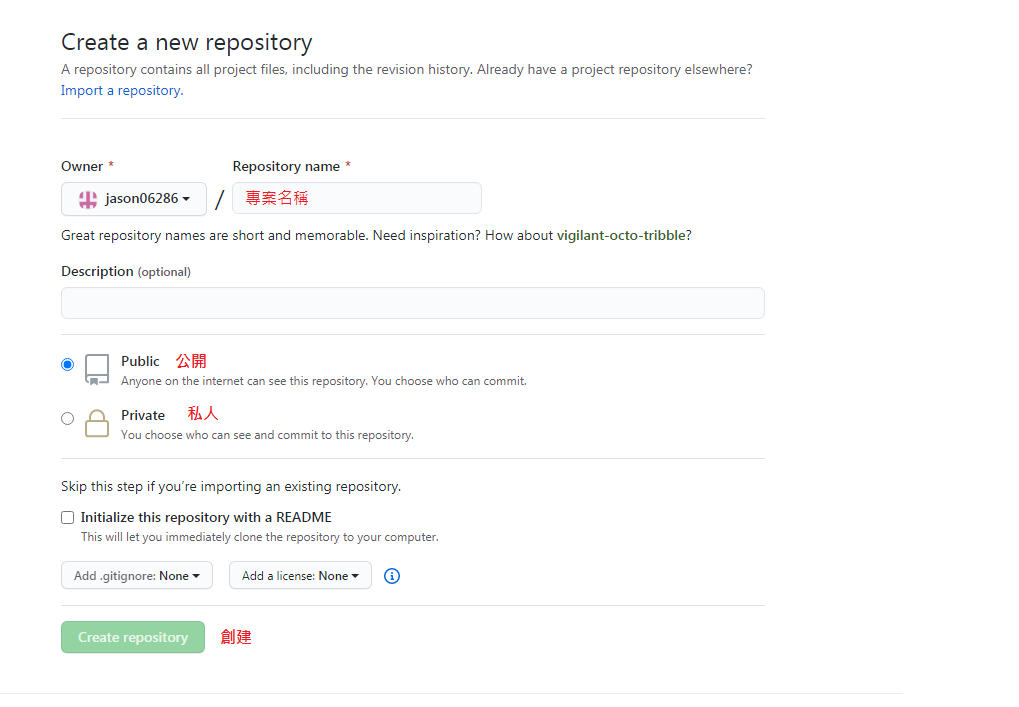 Create a new repository
A repository contains all project files, including the revision history. Already have a project repository elsewhere?
Import a repository.
Owner * Repository name *
jason06286 / 專案名稱
Great repository names are short and memorable. Need inspiration? How about vigilant-octo-tribble?
Description (optional)
Public 公開
Anyone on the internet can see this repository. You choose who can commit.
Private 私人
You choose who can see and commit to this repository.
Skip this step if you’re importing an existing repository.
Initialize this repository with a README
This will let you immediately clone the repository to your computer.
Add .gitignore: None Add a license: None
Create repository 創建